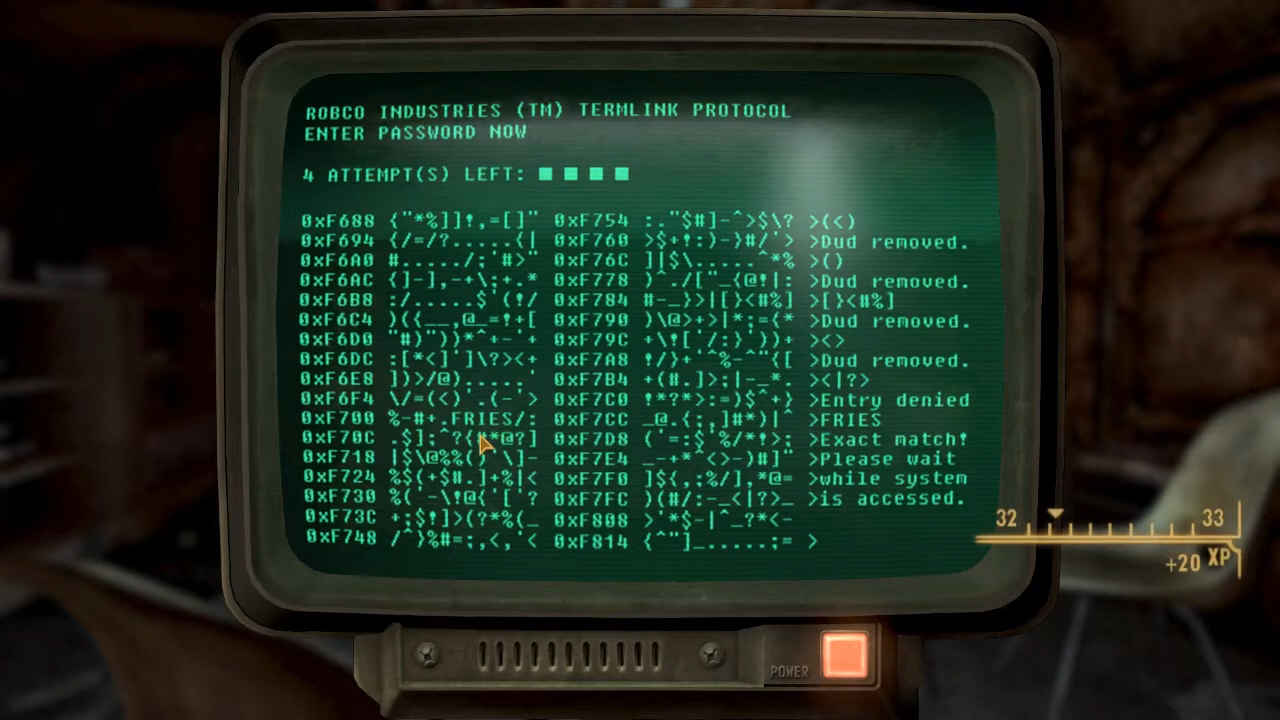 ROBCO INDUSTRIES (TM) TERMLINK PROTOCOL
ENTER PASSWORD NOW
4 ATTEMPT(S) LEFT: ■ ■ ■ ■
0xF688 {"*%]]!,=[]" 0xF754 :."$#]-^>$\? >(<)
0xF694 {/=/?.....{| 0xF760 >$+!:)-}#/'> >Dud removed.
0xF6A0 #...../;'#>" 0xF76C ]|$\.....^*% >()
0xF6AC {]-],-+\;+.* 0xF778 )^./["_{@!|: >Dud removed.
0xF6B8 :/.....$'(!/ 0xF784 #-_}>|[}<#%] >[}<#%]
0xF6C4 )({__,@_=!+[ 0xF790 )\@>+>|*;={* >Dud removed.
0xF6D0 "#)"))*^+-'+ 0xF79C +\![’/:}'))+ ><>
0xF6DC :[*<]']\?><+ 0xF7A8 !/}+'^%-^"{[ >Dud removed.
0xF6E8 ])>/@).....' 0xF7B4 +(#.]>;|-_*. ><|?>
0xF6F4 \/=(<)'.(-'> 0xF7C0 !*?*>:=)$^+} >Entry denied
0xF700 %-#+.FRIES/: 0xF7CC _@.{;,]#*)|^ >FRIES
0xF70C .$];^?{#*@?] 0xF7D8 ('=:$'%/*!>; >Exact match!
0xF718 |$\@%%()'\]- 0xF7E4 _-+*^<>-)#]" >Please wait
0xF724 %$(+$#.]+%|< 0xF7F0 ]${,:%/],*@= >while system
0xF730 %('-\!@{'['? 0xF7FC )(#/:-_<|?>_ >is accessed.
0xF73C +;$!]>(?*%(_ 0xF808 >'*$-|^_?*<-
0xF748 /^}%#=;,<,'< 0xF814 {^"]_.....;= >
32 33
+20 XP
POWER